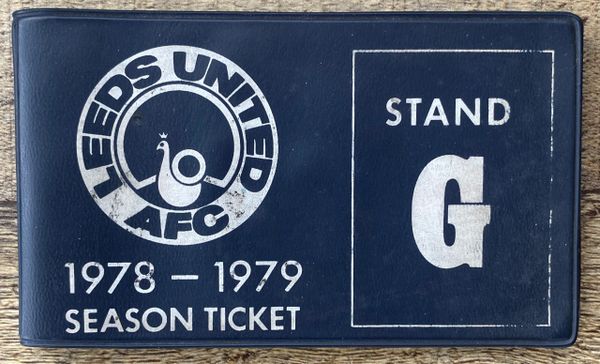 LEEDS UNITED
AFC
1978 – 1979
SEASON TICKET
STAND
G